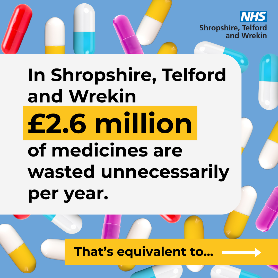 NHS
Shropshire, Telford
and Wrekin
In Shropshire, Telford
and Wrekin
£2.6 million
of medicines are
wasted unnecessarily
per year.
That's equivalent to...